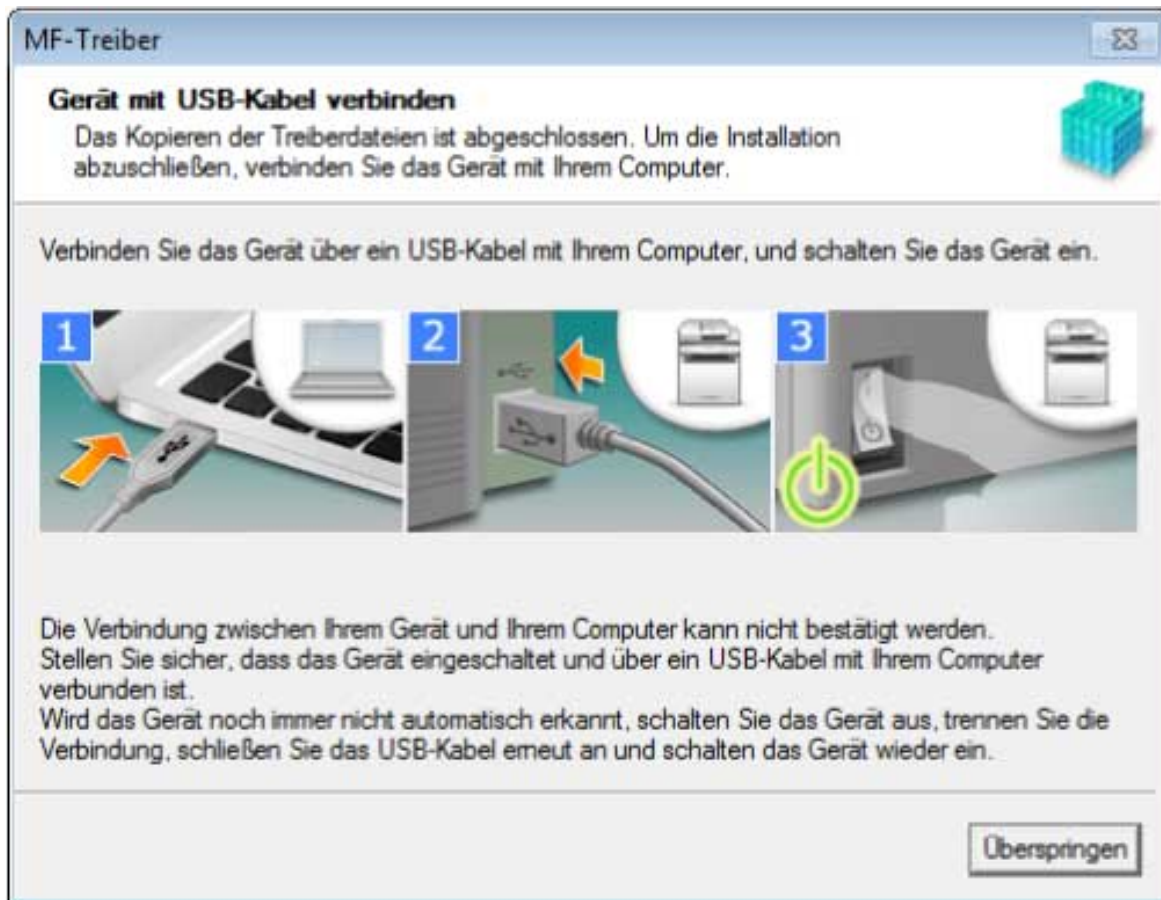 MF-Treiber
Gerät mit USB-Kabel verbinden
Das Kopieren der Treiberdateien ist abgeschlossen. Um die Installation
abzuschließen, verbinden Sie das Gerät mit Ihrem Computer.
Verbinden Sie das Gerät über ein USB-Kabel mit Ihrem Computer, und schalten Sie das Gerät ein.
1
2
3
Die Verbindung zwischen Ihrem Gerät und Ihrem Computer kann nicht bestätigt werden.
Stellen Sie sicher, dass das Gerät eingeschaltet und über ein USB-Kabel mit Ihrem Computer
verbunden ist.
Wird das Gerät noch immer nicht automatisch erkannt, schalten Sie das Gerät aus, trennen Sie die
Verbindung, schließen Sie das USB-Kabel erneut an und schalten das Gerät wieder ein.
Überspringen